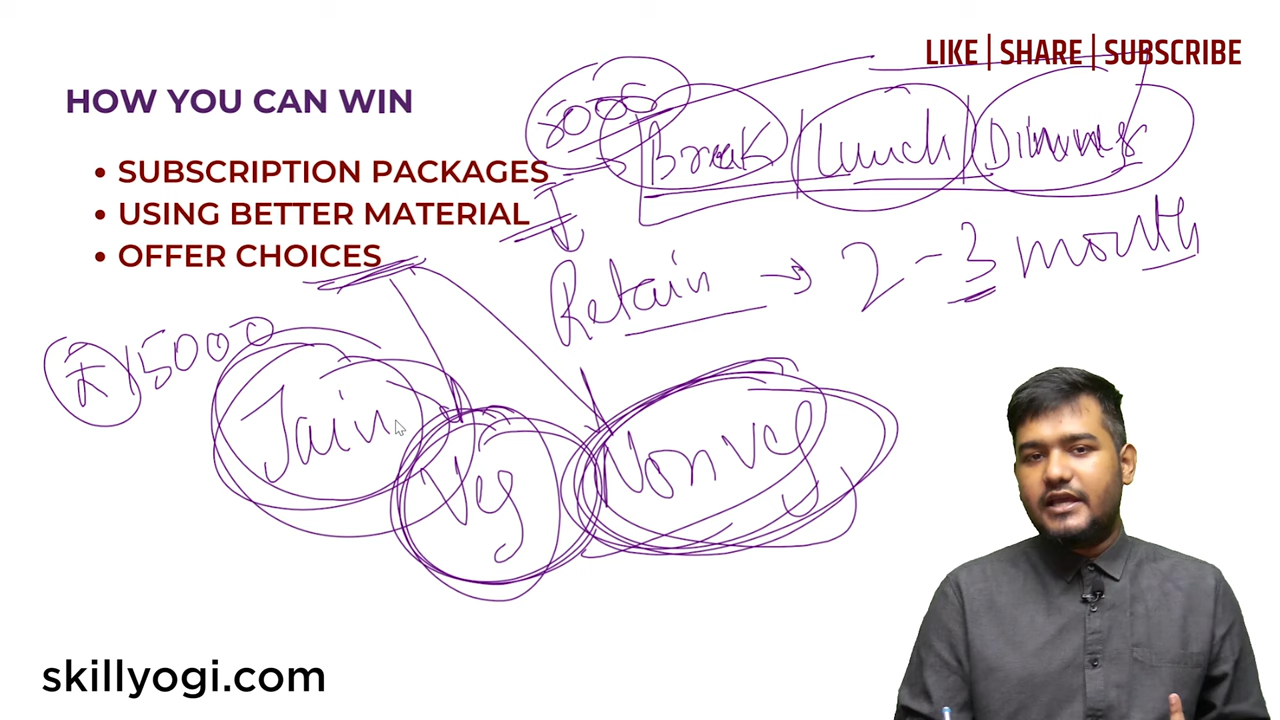 LIKE | SHARE | SUBSCRIBE
HOW YOU CAN WIN
5000
Break | Lunch | Dinner
• SUBSCRIPTION PACKAGES
• USING BETTER MATERIAL
• OFFER CHOICES
Retain → 2-3 month
₹ 15000
Jain
Veg
Nonveg
skillyogi.com